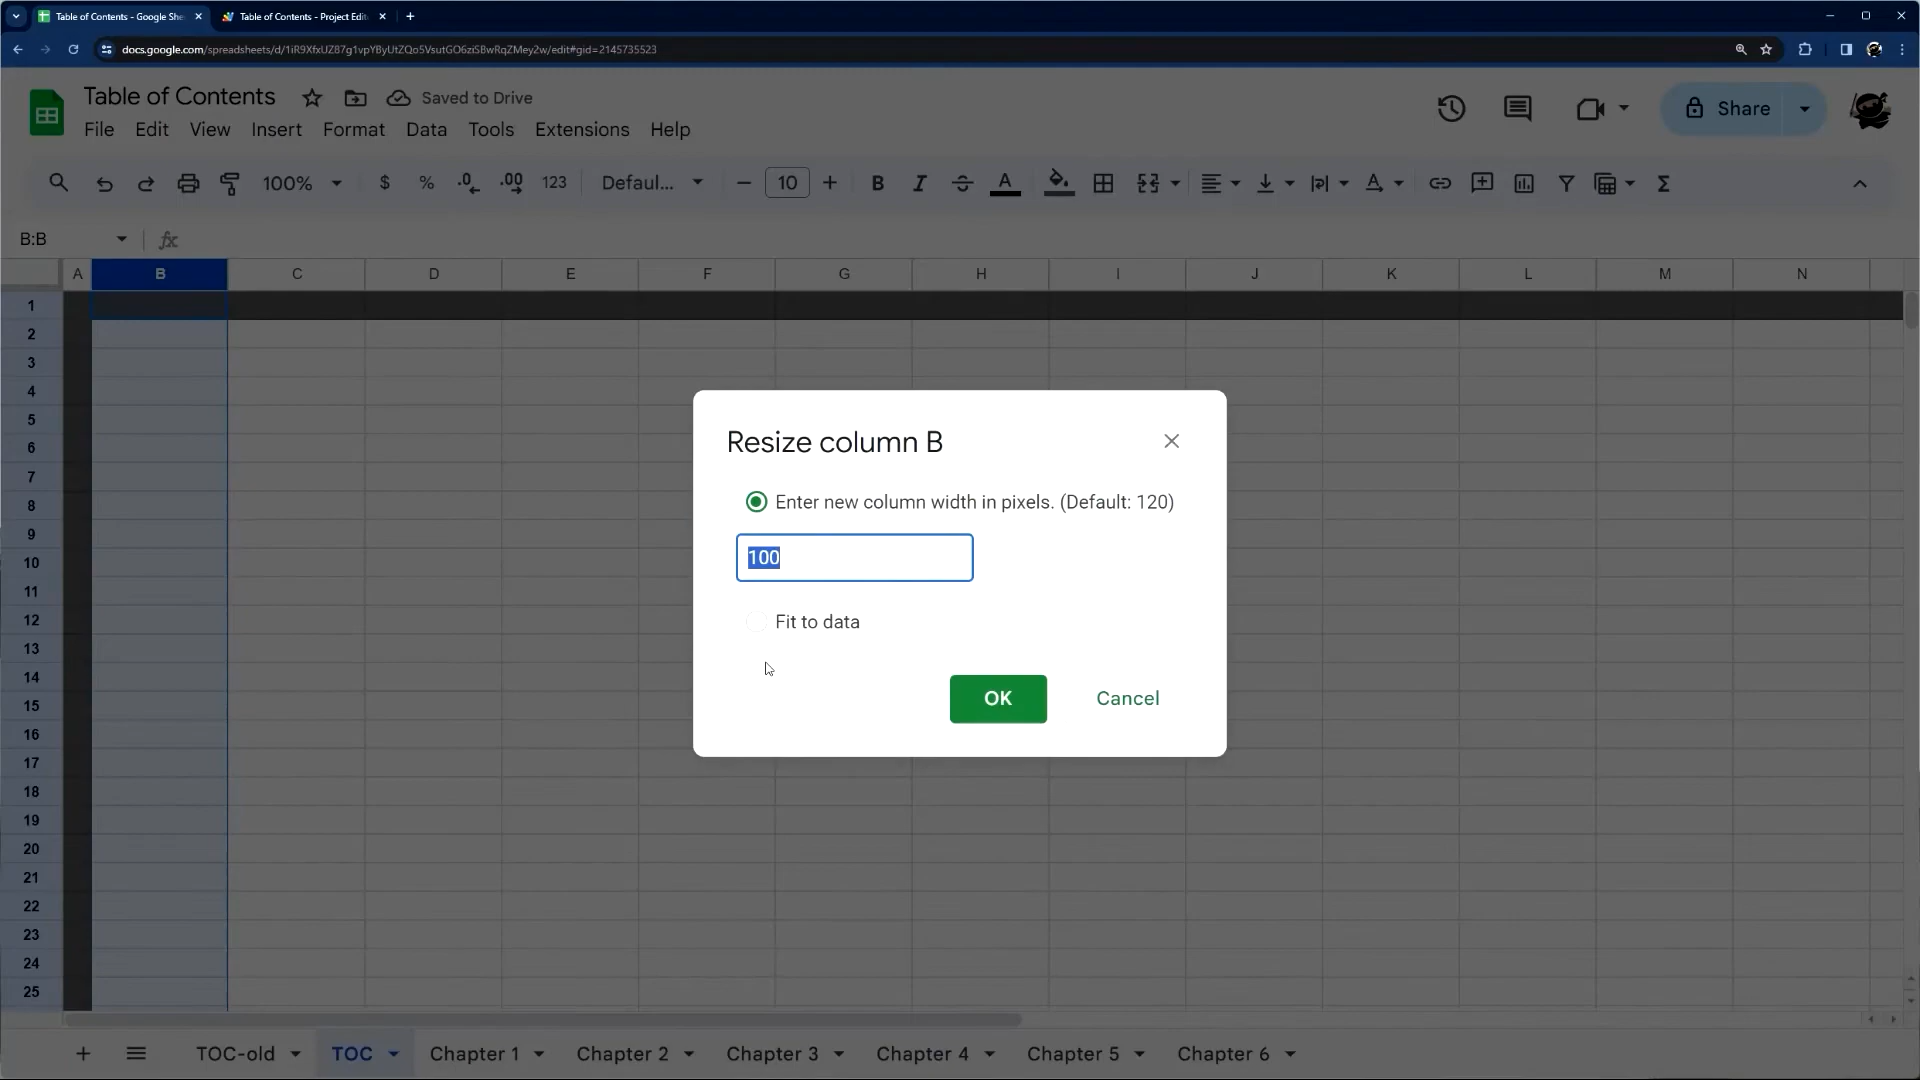 Table of Contents - Google She
Table of Contents - Project Edit
docs.google.com/spreadsheets/d/1iR9XfxUZ87g1vpYByUtZQo5VsutGO6ziSBwRqZMey2w/edit#gid=2145735523
Table of Contents
Saved to Drive
File Edit View Insert Format Data Tools Extensions Help
Share
100% $ % .0 .00 123 Defaul... 10 B I A Σ
B:B fx
A B C D E F G H I J K L M N
1
2
3
4
5
6
7
8
9
10
11
12
13
14
15
16
17
18
19
20
21
22
23
24
25
Resize column B
Enter new column width in pixels. (Default: 120)
100
Fit to data
OK Cancel
TOC-old TOC Chapter 1 Chapter 2 Chapter 3 Chapter 4 Chapter 5 Chapter 6